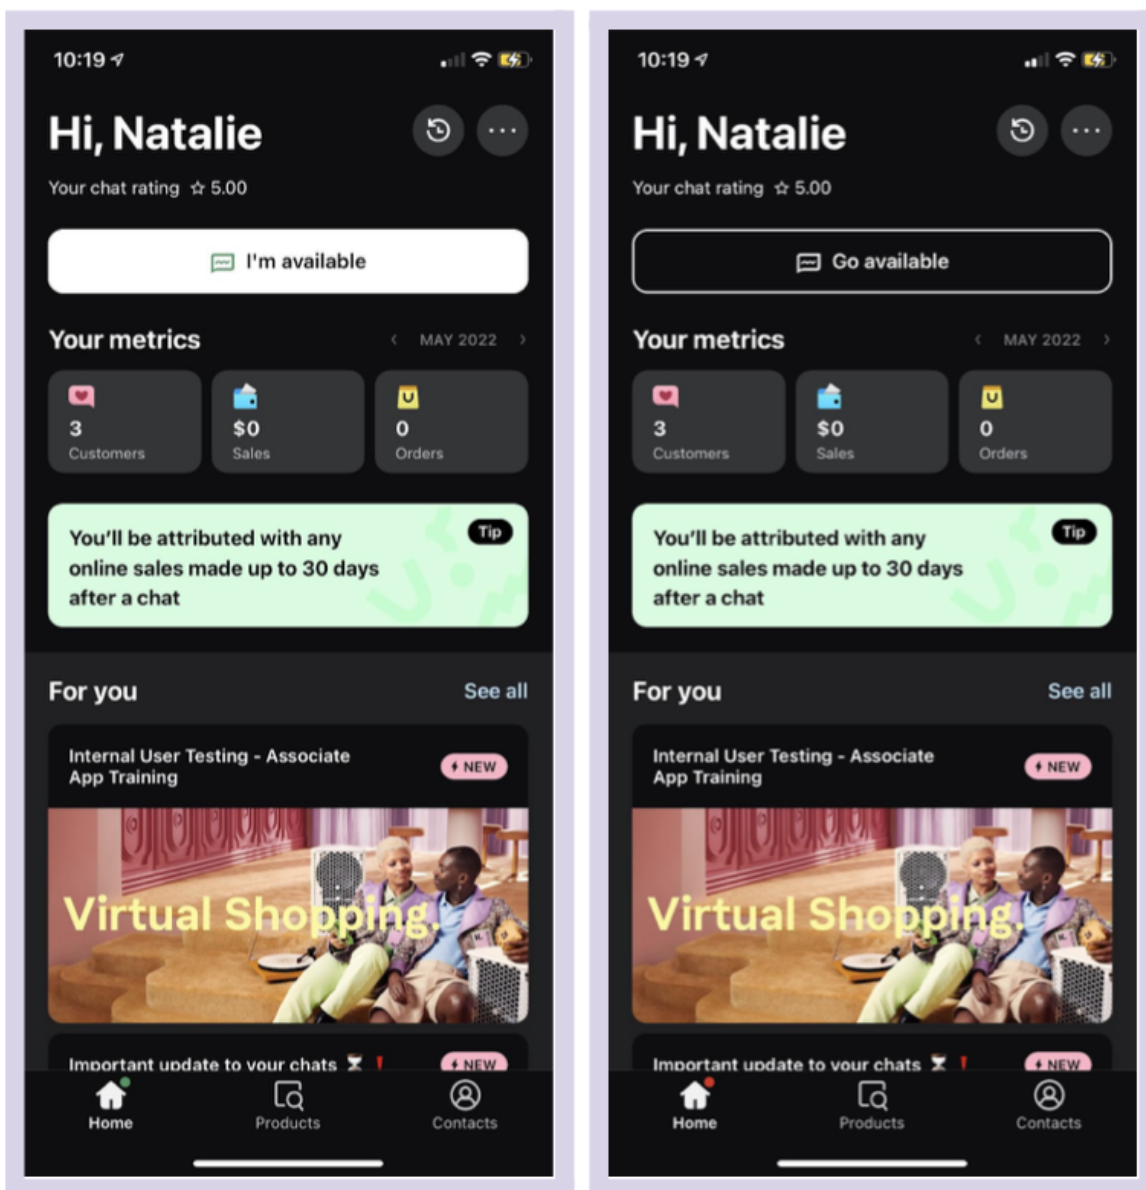 10:19
Hi, Natalie
Your chat rating ☆ 5.00
I'm available
Your metrics
MAY 2022
3
Customers
$0
Sales
0
Orders
You'll be attributed with any
online sales made up to 30 days
after a chat
Tip
For you
See all
Internal User Testing - Associate
App Training
NEW
Virtual Shopping.
Important update to your chats ⏳❗
NEW
Home
Products
Contacts
10:19
Hi, Natalie
Your chat rating ☆ 5.00
Go available
Your metrics
MAY 2022
3
Customers
$0
Sales
0
Orders
You'll be attributed with any
online sales made up to 30 days
after a chat
Tip
For you
See all
Internal User Testing - Associate
App Training
NEW
Virtual Shopping.
Important update to your chats ⏳❗
NEW
Home
Products
Contacts